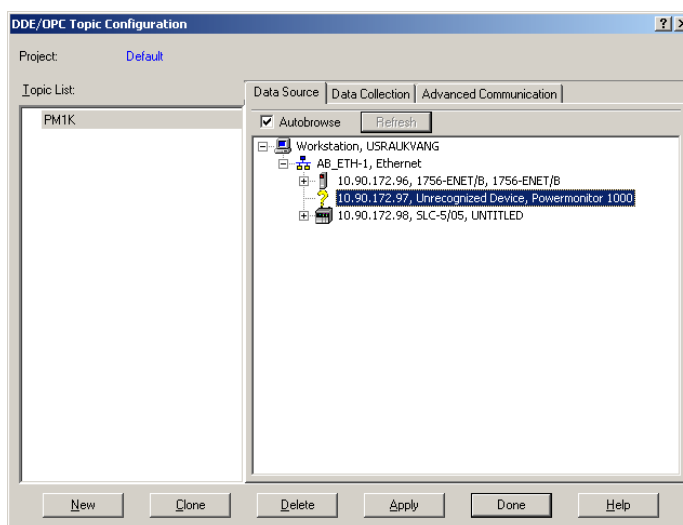 DDE/OPC Topic Configuration
Project: Default
Topic List:
PM1K
Data Source Data Collection Advanced Communication
Autobrowse Refresh
Workstation, USRAUKVANG
AB_ETH-1, Ethernet
10.90.172.96, 1756-ENET/B, 1756-ENET/B
10.90.172.97, Unrecognized Device, Powermonitor 1000
10.90.172.98, SLC-5/05, UNTITLED
New Clone Delete Apply Done Help